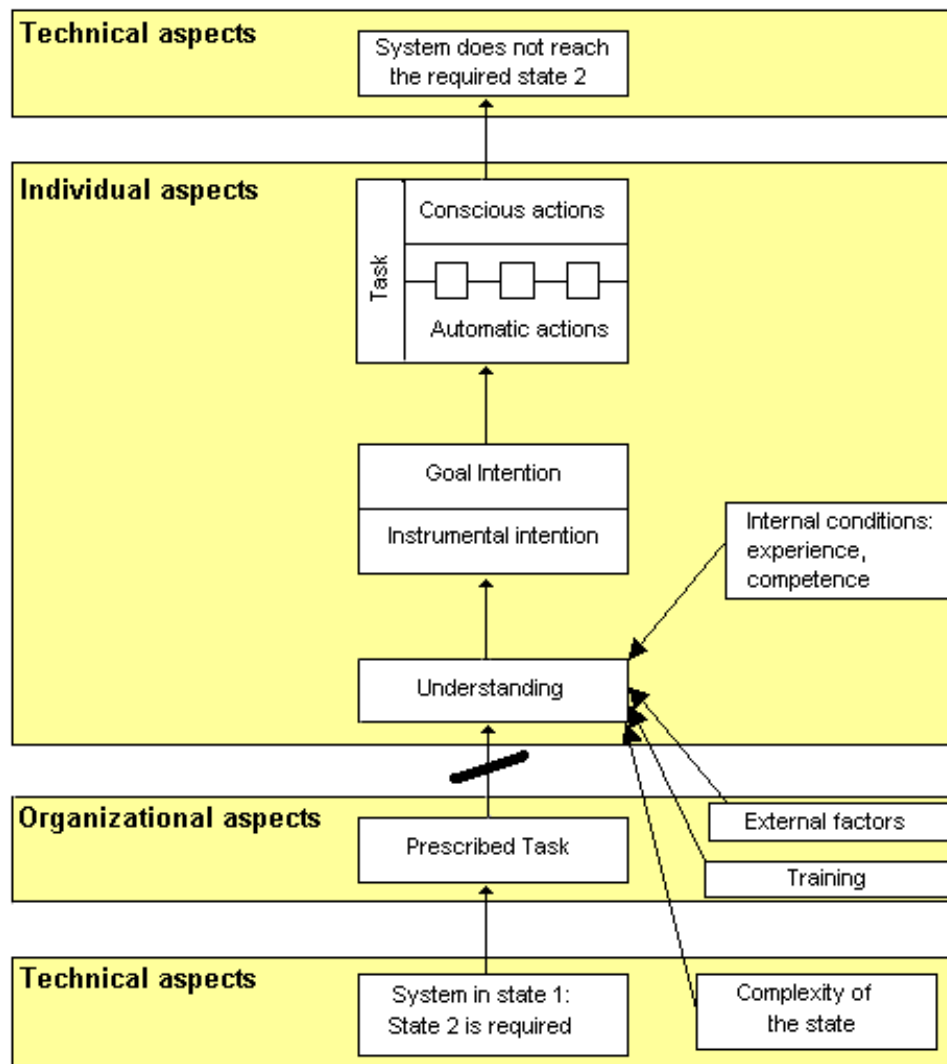 Technical aspects
System does not reach
the required state 2
Individual aspects
Task
Conscious actions
Automatic actions
Goal Intention
Instrumental intention
Internal conditions:
experience,
competence
Understanding
Organizational aspects
Prescribed Task
External factors
Training
Technical aspects
System in state 1:
State 2 is required
Complexity of
the state